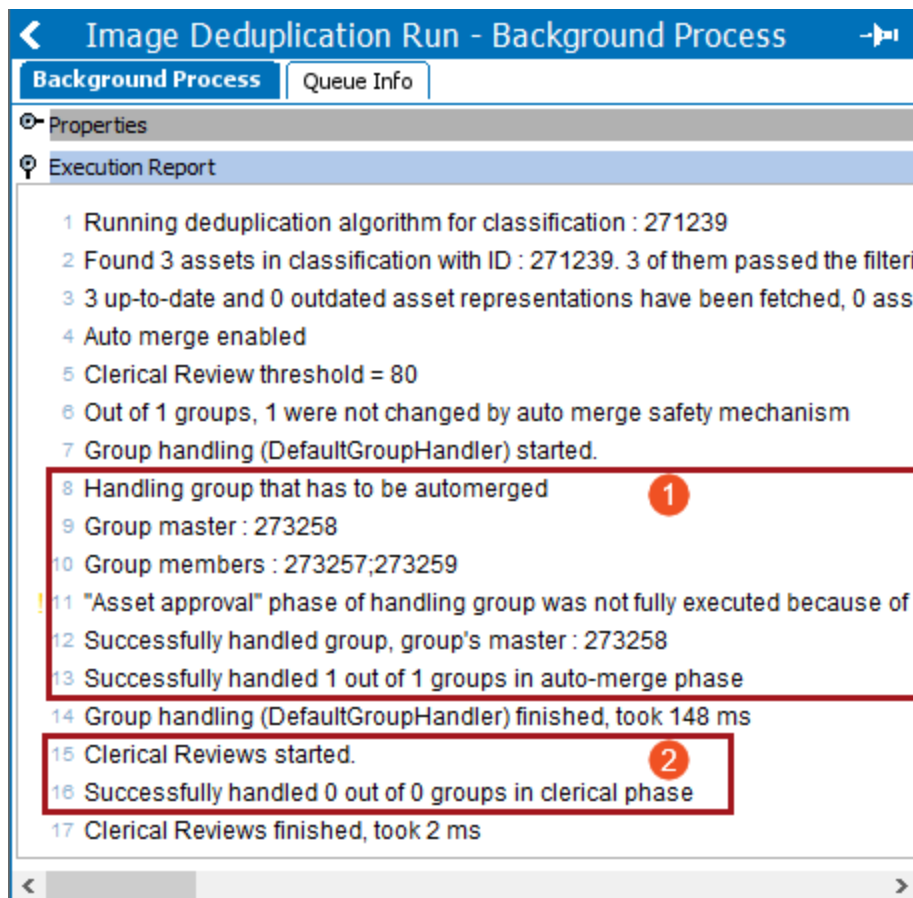 Image Deduplication Run - Background Process
Background Process
Queue Info
Properties
Execution Report
1 Running deduplication algorithm for classification : 271239
2 Found 3 assets in classification with ID : 271239. 3 of them passed the
3 3 up-to-date and 0 outdated asset representations have been fetched, 0
4 Auto merge enabled
5 Clerical Review threshold = 80
6 Out of 1 groups, 1 were not changed by auto merge safety mechanism
7 Group handling (DefaultGroupHandler) started.
8 Handling group that has to be automerged
1
9 Group master : 273258
10 Group members : 273257;273259
! 11 "Asset approval" phase of handling group was not fully executed because of
12 Successfully handled group, group's master : 273258
13 Successfully handled 1 out of 1 groups in auto-merge phase
14 Group handling (DefaultGroupHandler) finished, took 148 ms
15 Clerical Reviews started.
2
16 Successfully handled 0 out of 0 groups in clerical phase
17 Clerical Reviews finished, took 2 ms